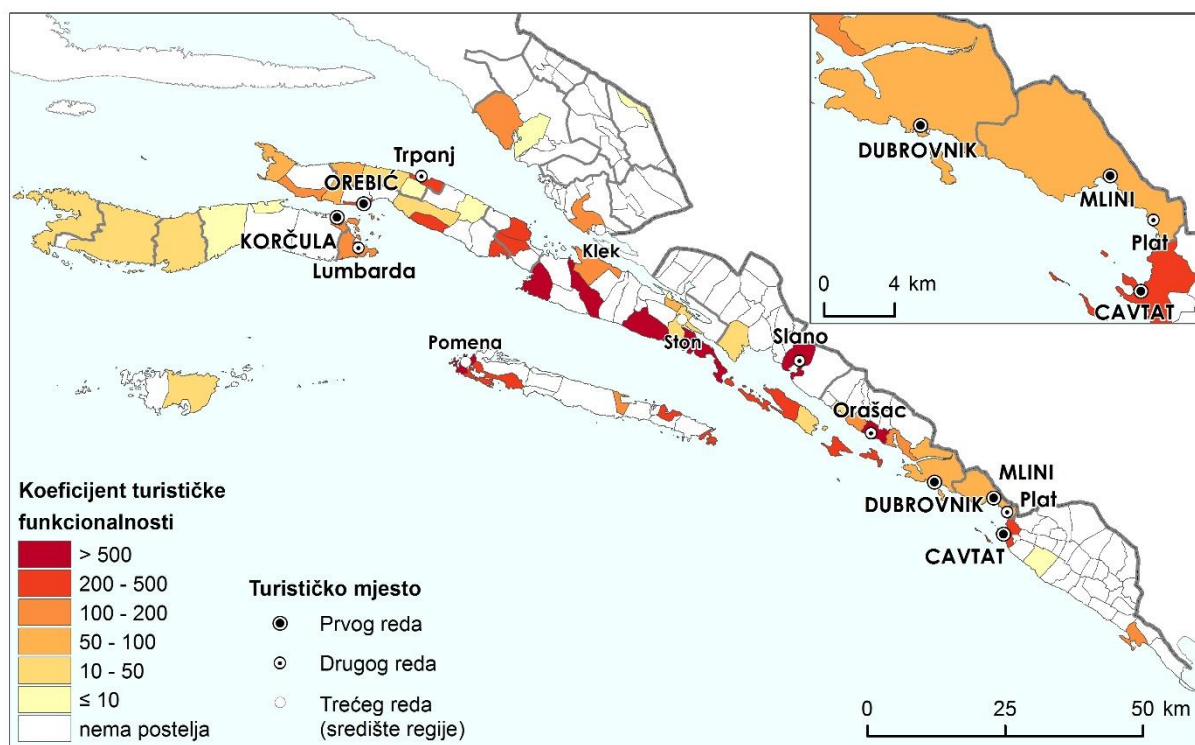 Trpanj
OREBIĆ
KORČULA
Lumbarda
Klek
Pomena
Ston
Slano
Orašac
DUBROVNIK
MLINI
Plat
CAVTAT
DUBROVNIK
MLINI
Plat
CAVTAT
0 4 km
Koeficijent turističke
funkcionalnosti
> 500
200 - 500
100 - 200
50 - 100
10 - 50
≤ 10
nema postelja
Turističko mjesto
Prvog reda
Drugog reda
Trećeg reda
(središte regije)
0 25 50 km